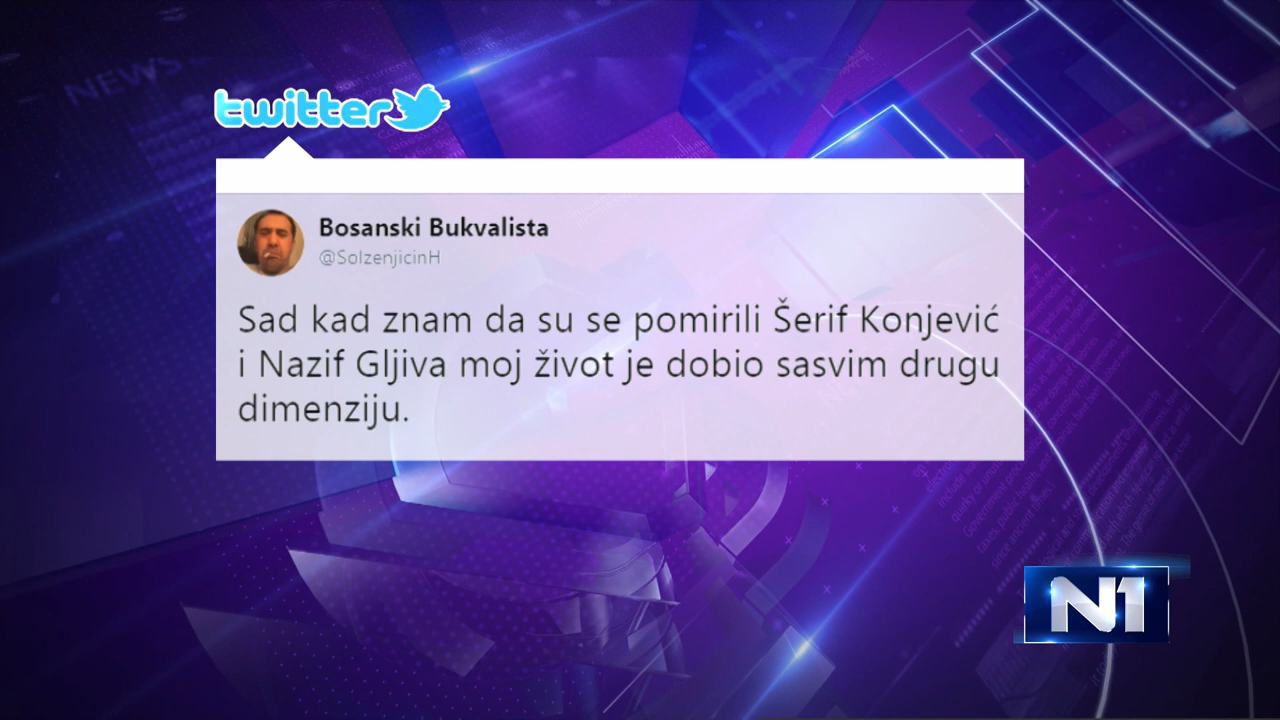 NEWS
twitter
Bosanski Bukvalista
@SolzenjicinH
Sad kad znam da su se pomirili Šerif Konjević
i Nazif Gljiva moj život je dobio sasvim drugu
dimenziju.
N1